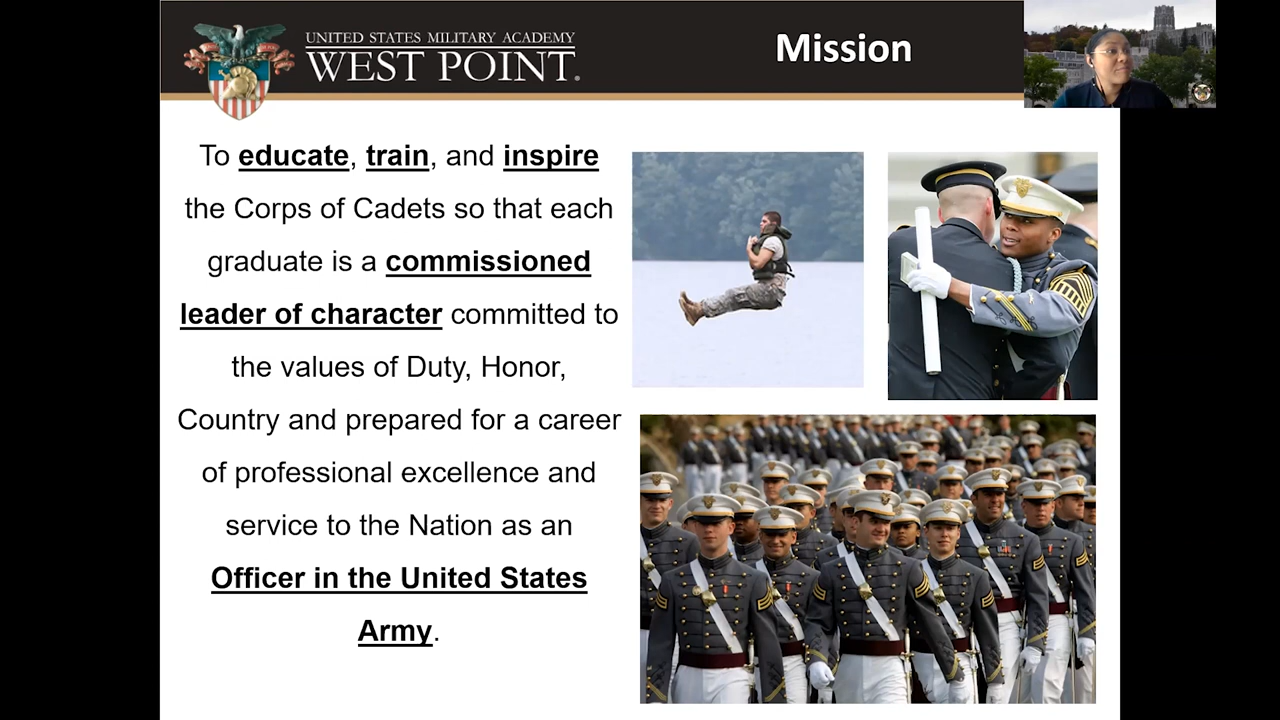 UNITED STATES MILITARY ACADEMY
WEST POINT.
Mission
To educate, train, and inspire
the Corps of Cadets so that each
graduate is a commissioned
leader of character committed to
the values of Duty, Honor,
Country and prepared for a career
of professional excellence and
service to the Nation as an
Officer in the United States
Army.